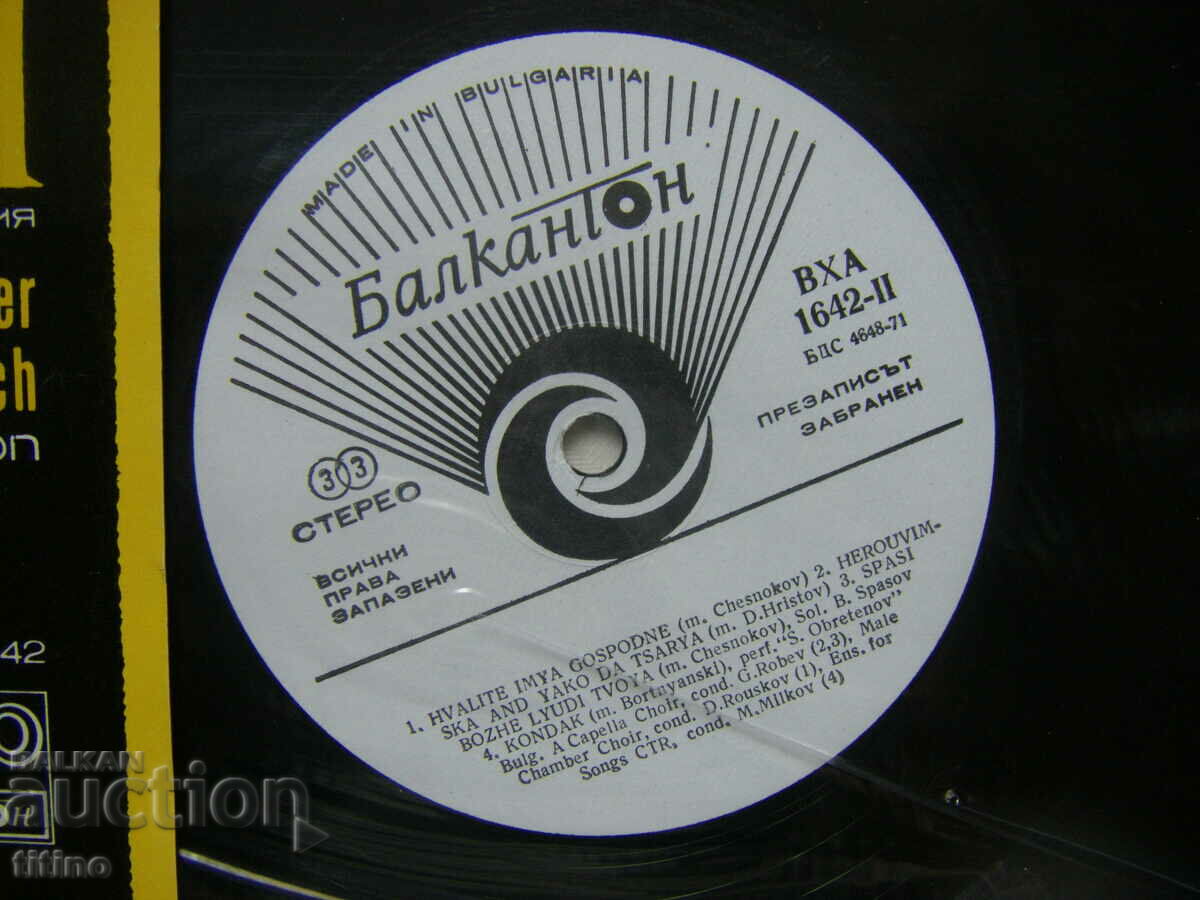 ИЯ
er
ch
on
42
MADE IN BULGARIA
Балкантон
ВХА
1642-II
БДС 4648-71
ПРЕЗАПИСЪТ
ЗАБРАНЕН
33
СТЕРЕО
ВСИЧНИ
ПРАВА
ЗАПАЗЕНИ
1. HVALITE IMYA GOSPODNE (m. Chesnokov) 2. HEROUVIM-
SKA AND YAKO DA TSARYA (m. D.Hristov) 3. SPASI
BOZHE LYUDI TVOYA (m. Chesnokov), Sol. B. Spasov
4. KONDAK (m. Bortnyanski), perf. "S. Obretenov"
Bulg. A Capella Choir, cond. G.Robev (2,3), Male
Chamber Choir, cond. D.Rouskov (1), Ens. for
Songs CTR, cond. M.Milkov (4)
BALKAN
auction
titino